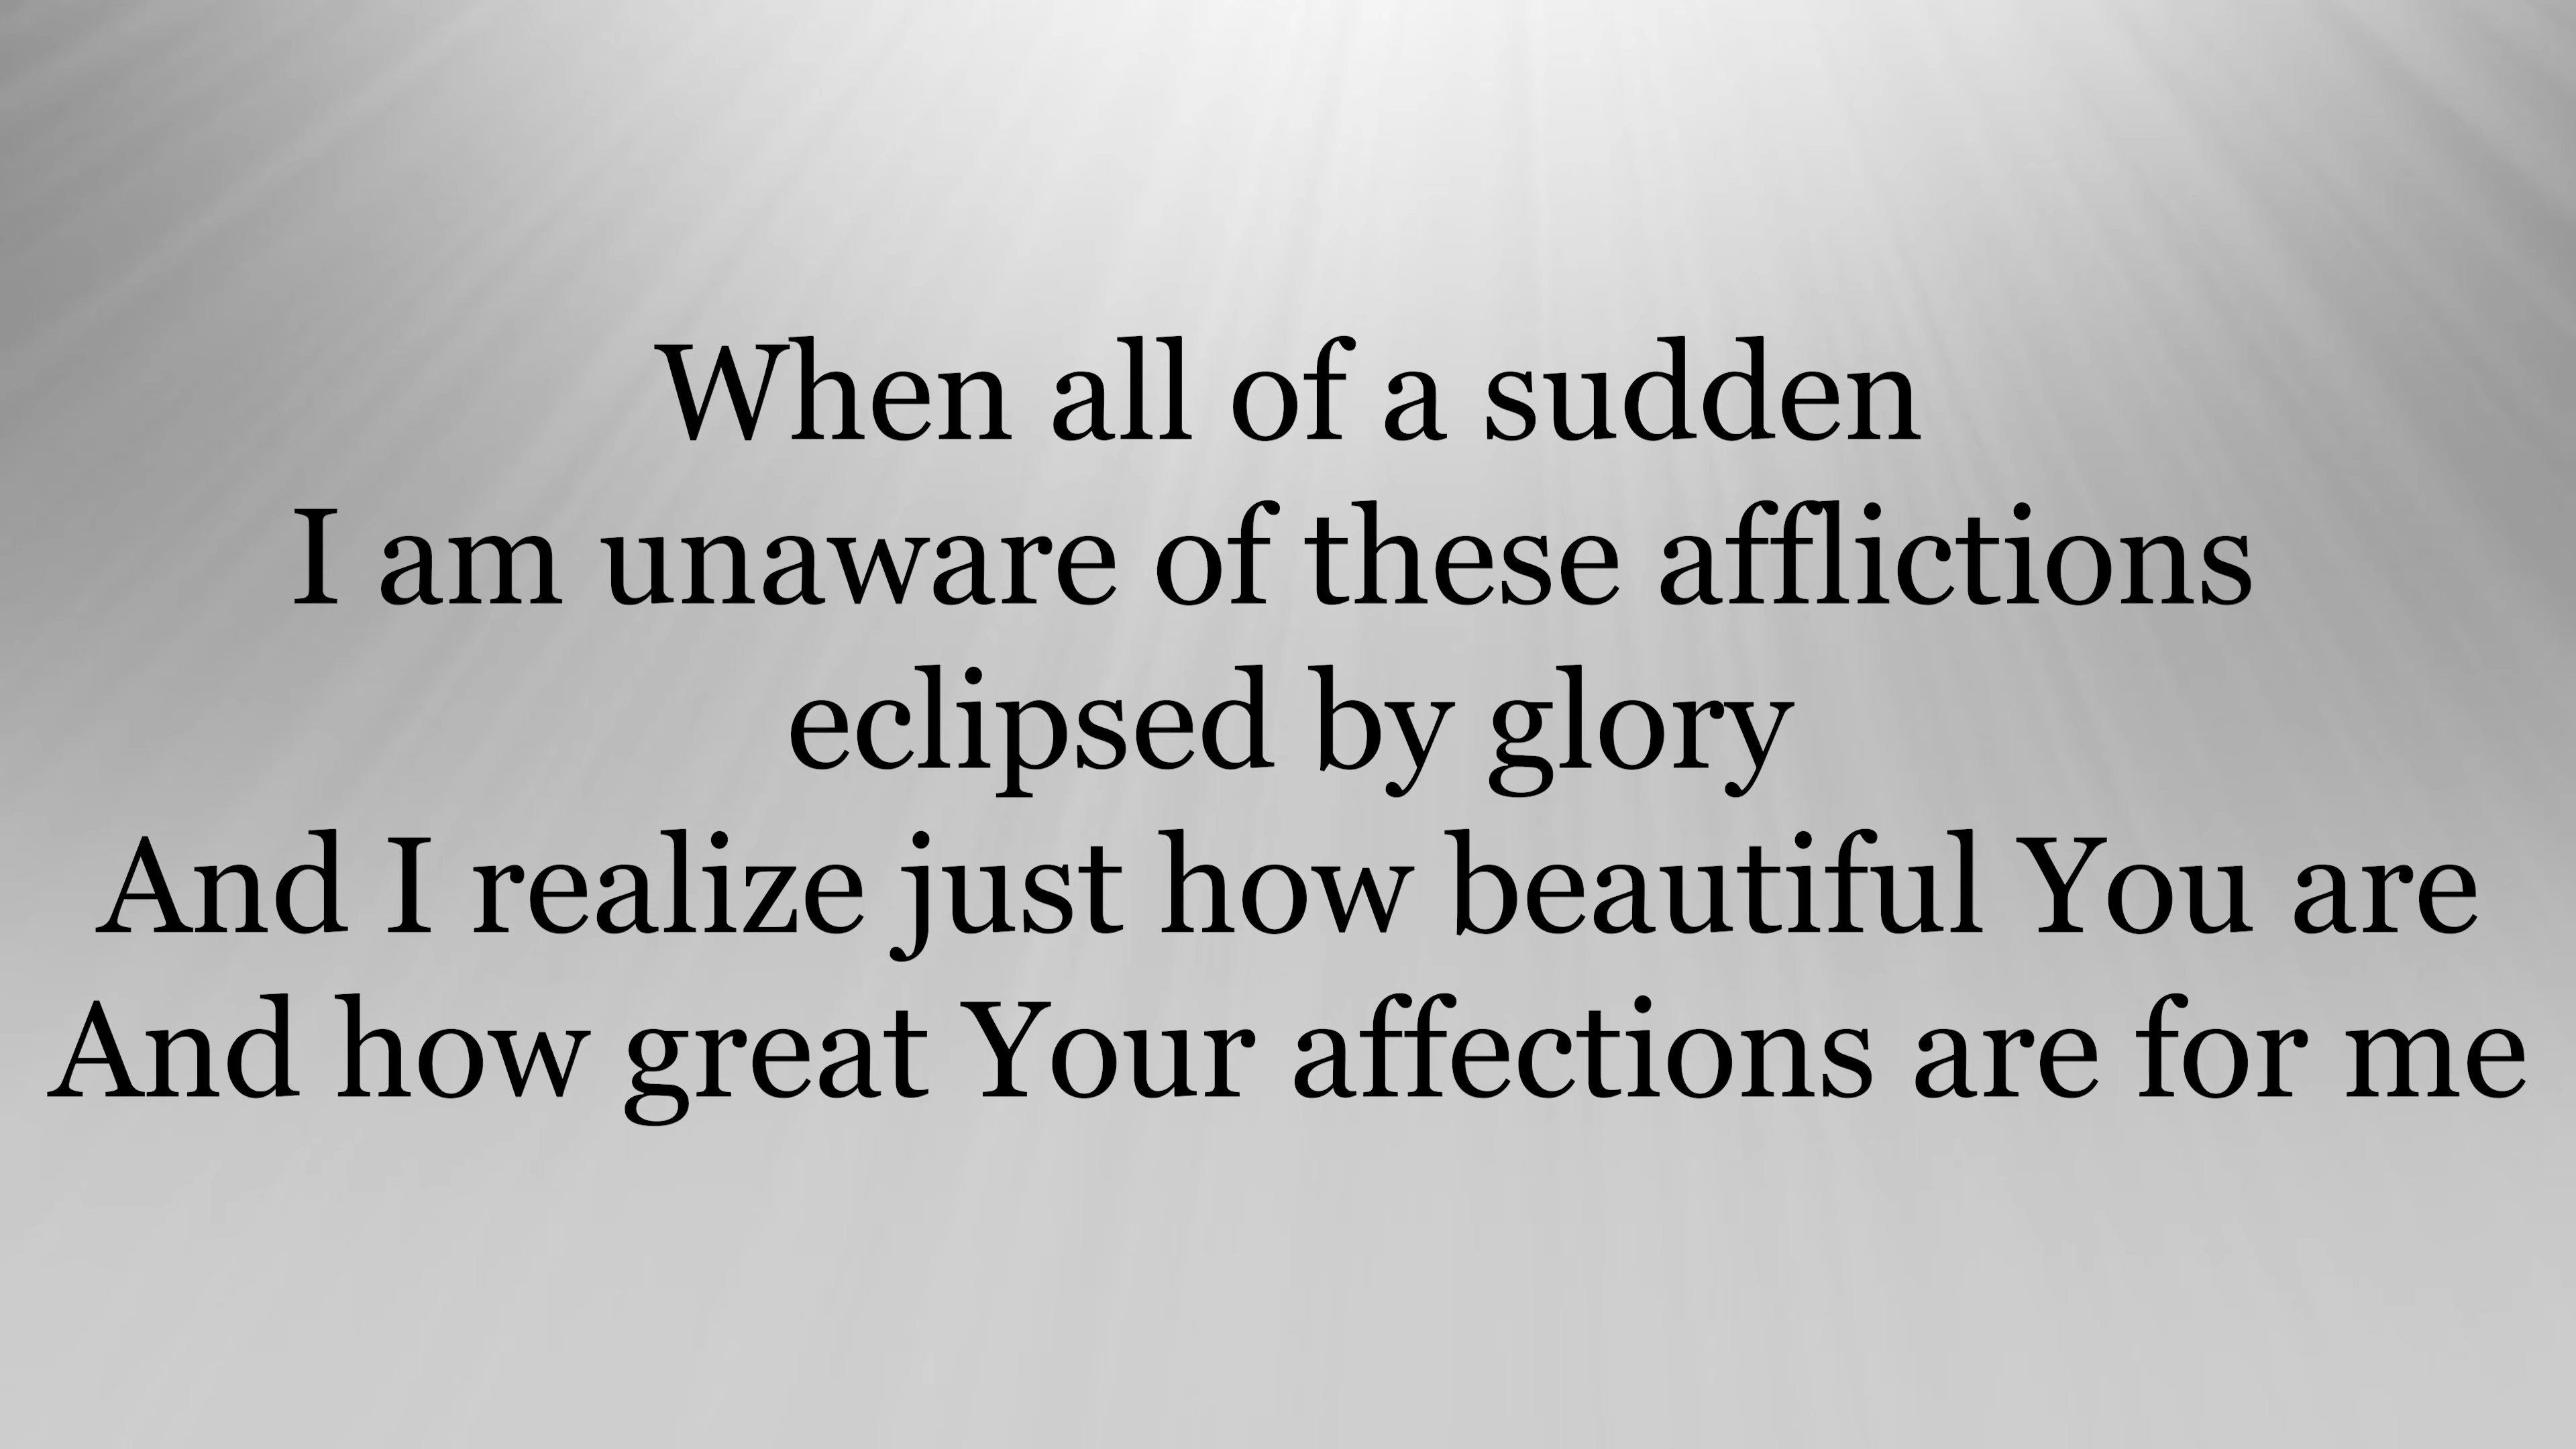 When all of a sudden
I am unaware of these afflictions
eclipsed by glory
And I realize just how beautiful You are
And how great Your affections are for me